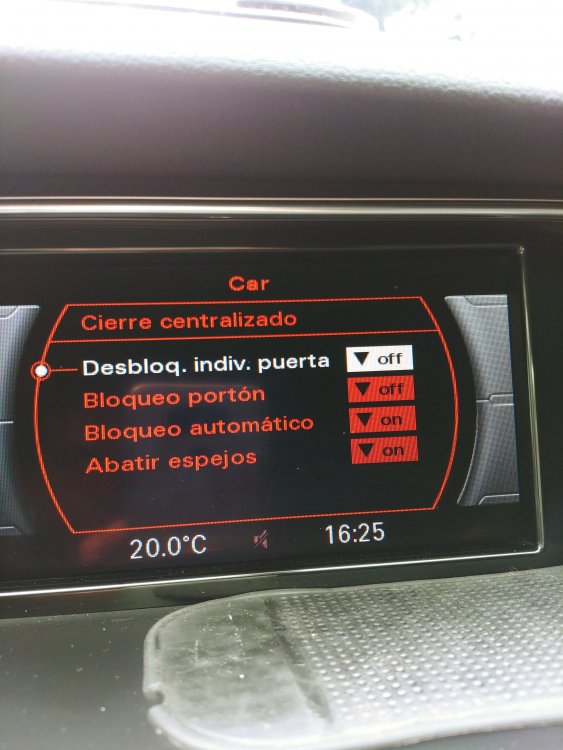 Car
Cierre centralizado
Desbloq. indiv. puerta off
Bloqueo portón off
Bloqueo automático on
Abatir espejos on
20.0°C 16:25